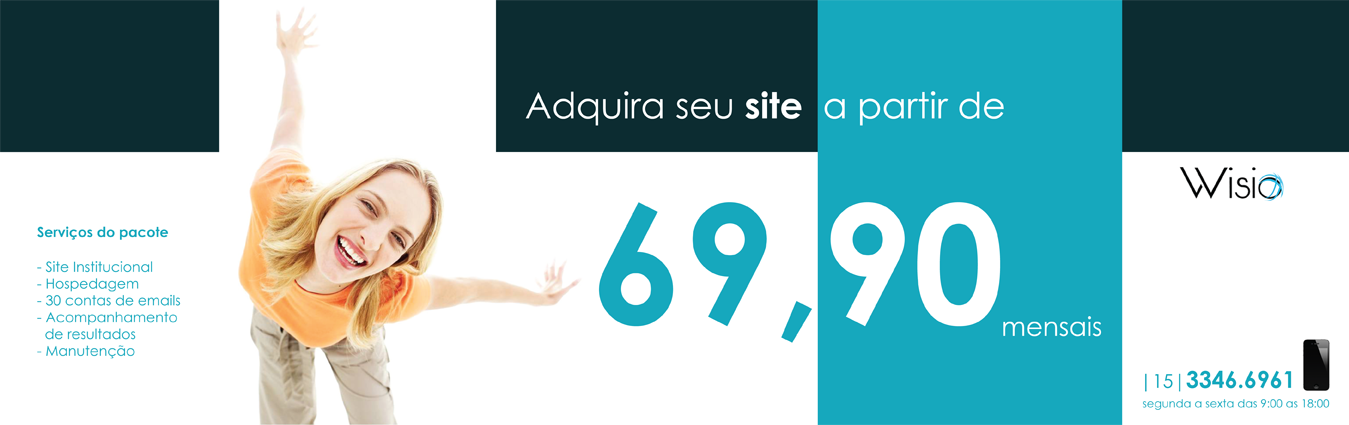 Adquira seu site a partir de
69,90
mensais
Serviços do pacote
- Site Institucional
- Hospedagem
- 30 contas de emails
- Acompanhamento
de resultados
- Manutenção
Wisio
|15|3346.6961
segunda a sexta das 9:00 as 18:00